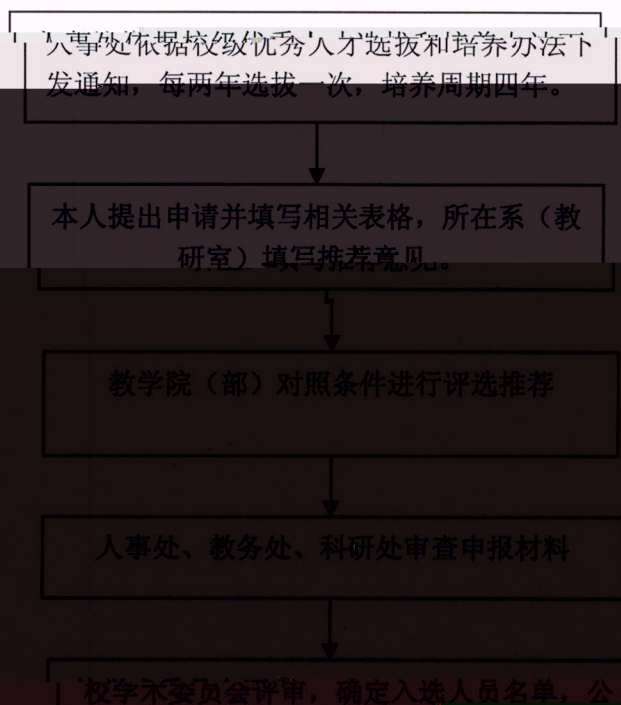 人事处依据校级优秀人才选拔和培养办法下
发通知，每两年选拔一次，培养周期四年。
本人提出申请并填写相关表格，所在系（教
研室）填写推荐意见。
教学院（部）对照条件进行评选推荐
人事处、教务处、科研处审查申报材料
校学术委员会评审，确定入选人员名单，公